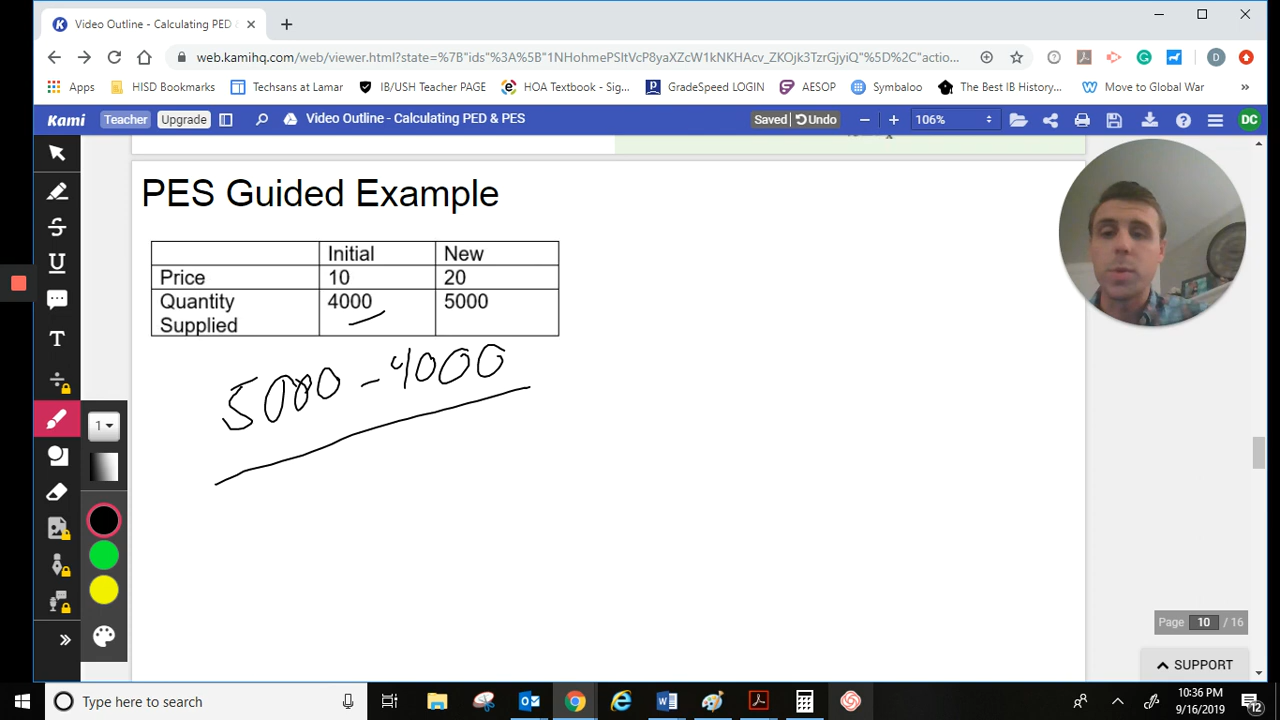 Video Outline - Calculating PED &
web.kamihq.com/web/viewer.html?state=%7B"ids"%3A%5B"1NHohmePSltVcP8yaXZcW1kNKHAcv_ZKOjk3TzrGjyiQ"%5D%2C"actio...
Apps HISD Bookmarks Techsans at Lamar IB/USH Teacher PAGE HOA Textbook - Sig... GradeSpeed LOGIN AESOP Symbaloo The Best IB History... Move to Global War
Kami Teacher Upgrade Video Outline - Calculating PED & PES Saved Undo 106% DC
PES Guided Example
Initial New
Price 10 20
Quantity Supplied 4000 5000
5000 - 4000
1
Page 10 / 16
SUPPORT
Type here to search
10:36 PM
9/16/2019
12